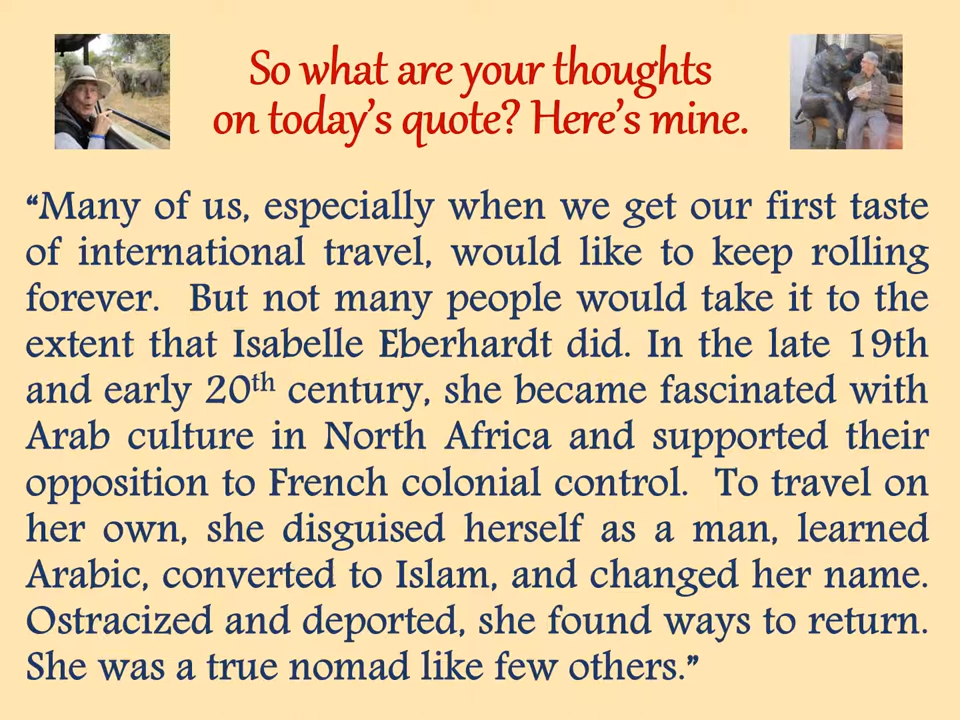 So what are your thoughts
on today’s quote? Here’s mine.
“Many of us, especially when we get our first taste
of international travel, would like to keep rolling
forever.  But not many people would take it to the
extent that Isabelle Eberhardt did. In the late 19th
and early 20th century, she became fascinated with
Arab culture in North Africa and supported their
opposition to French colonial control.  To travel on
her own, she disguised herself as a man, learned
Arabic, converted to Islam, and changed her name.
Ostracized and deported, she found ways to return.
She was a true nomad like few others.”